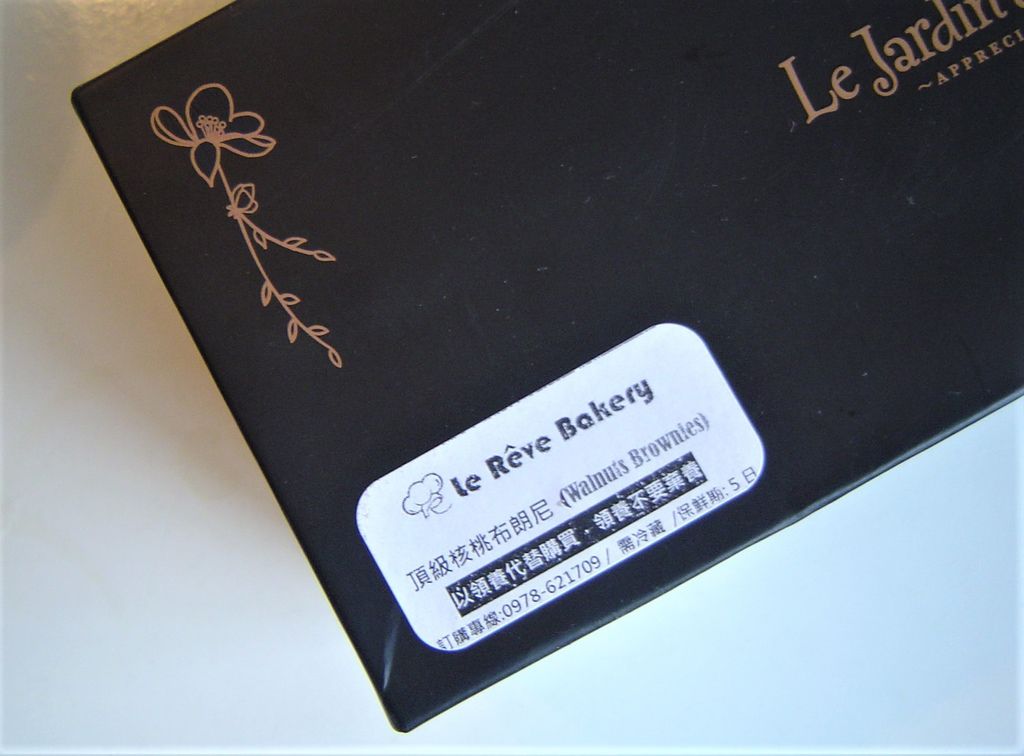 Le Jardin
~APPRECI
Le Rêve Bakery
頂級核桃布朗尼 (Walnuts Brownies)
以領養代替購買．領養不要棄養
訂購專線:0978-621709 / 需冷藏 /保鮮期: 5 日